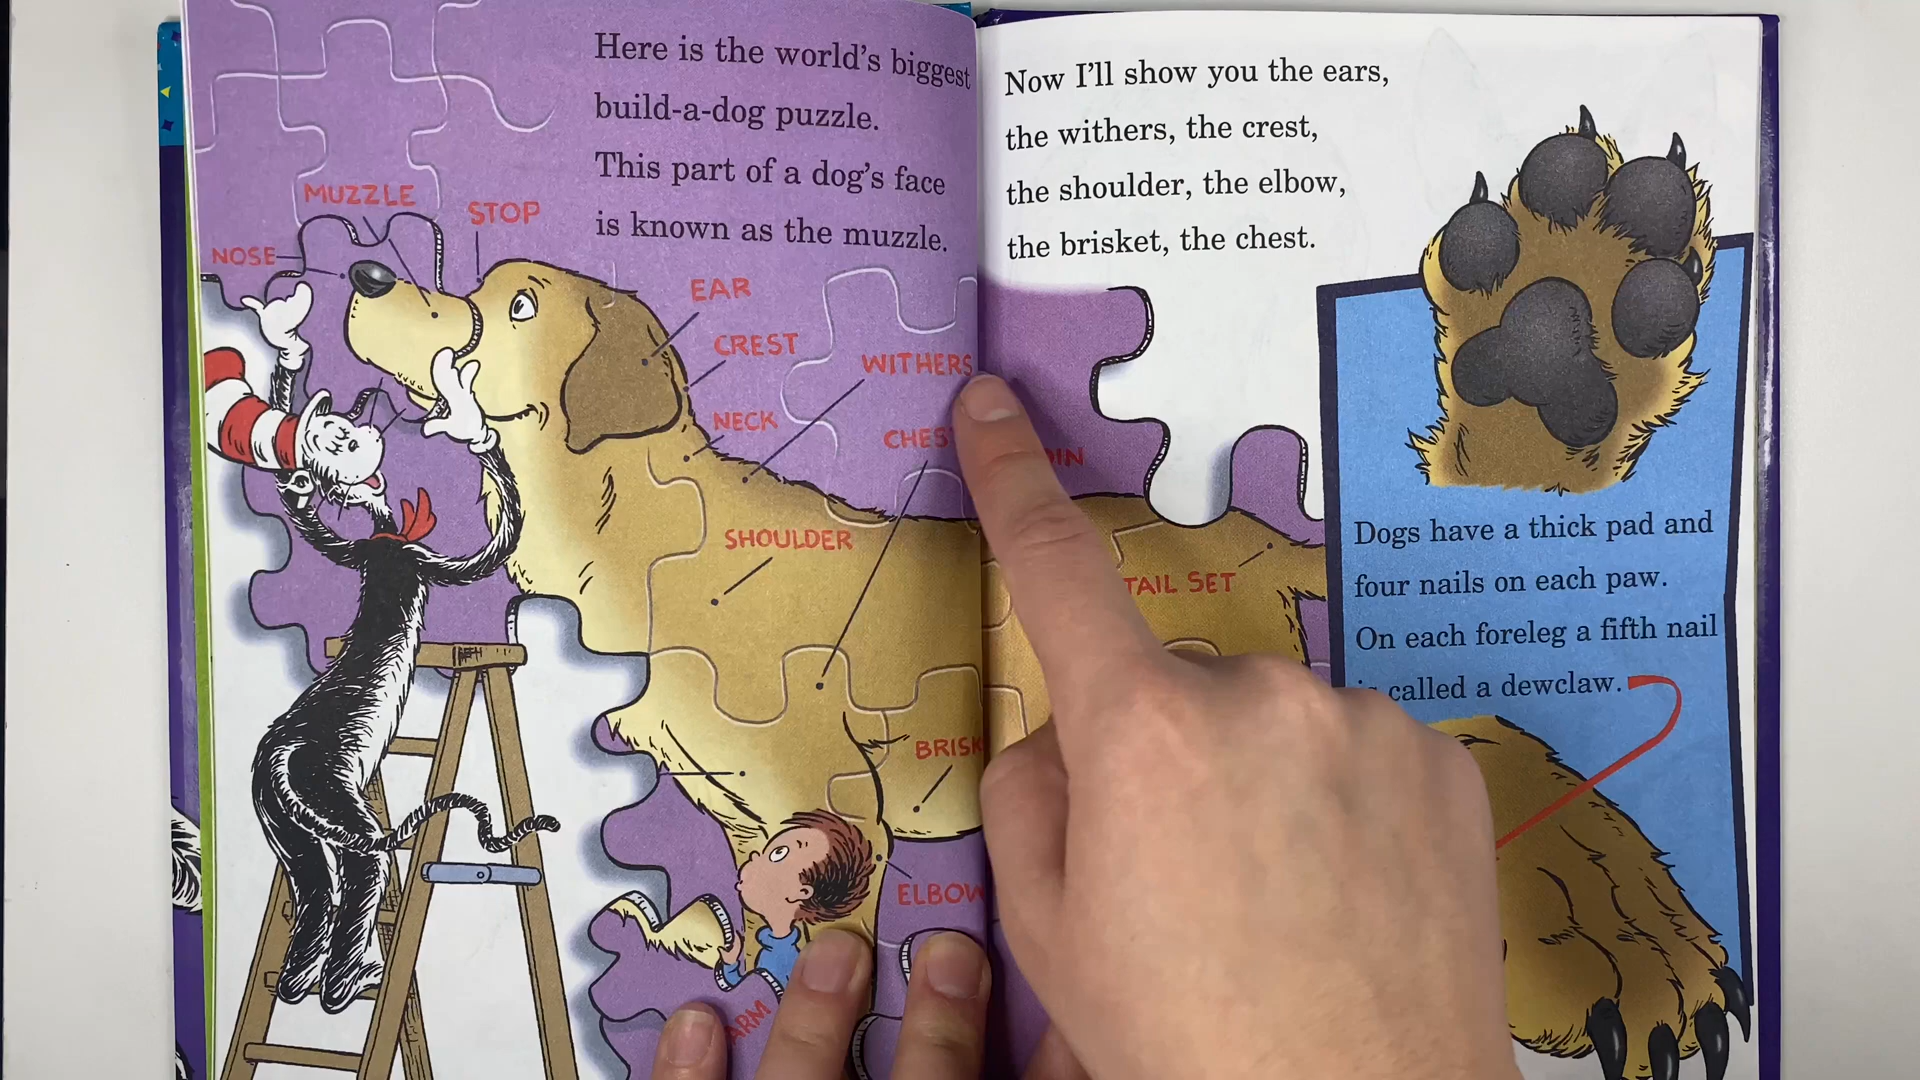 Here is the world's biggest
build-a-dog puzzle.
This part of a dog's face
is known as the muzzle.
MUZZLE
STOP
NOSE
EAR
CREST
WITHERS
NECK
SHOULDER
ELBOW
Now I'll show you the ears,
the withers, the crest,
the shoulder, the elbow,
the brisket, the chest.
TAIL SET
Dogs have a thick pad and
four nails on each paw.
On each foreleg a fifth nail
called a dewclaw.